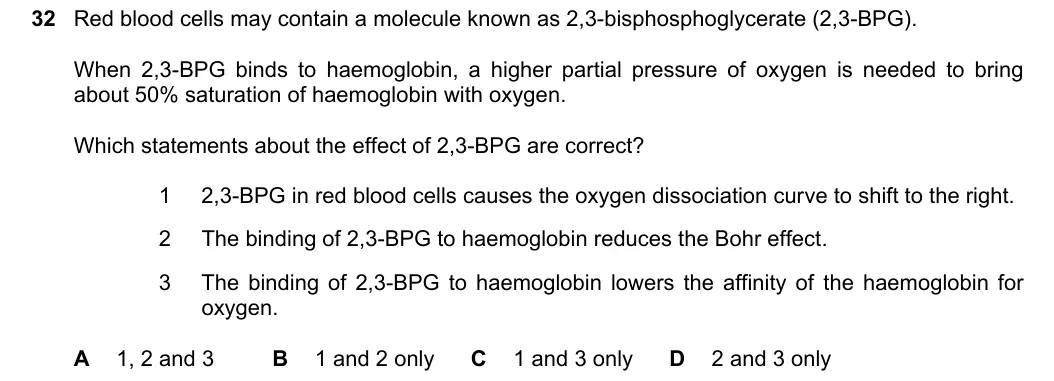 32 Red blood cells may contain a molecule known as 2,3-bisphosphoglycerate (2,3-BPG).
When 2,3-BPG binds to haemoglobin, a higher partial pressure of oxygen is needed to bring
about 50% saturation of haemoglobin with oxygen.
Which statements about the effect of 2,3-BPG are correct?
1 2,3-BPG in red blood cells causes the oxygen dissociation curve to shift to the right.
2 The binding of 2,3-BPG to haemoglobin reduces the Bohr effect.
3 The binding of 2,3-BPG to haemoglobin lowers the affinity of the haemoglobin for
oxygen.
A 1, 2 and 3 B 1 and 2 only C 1 and 3 only D 2 and 3 only